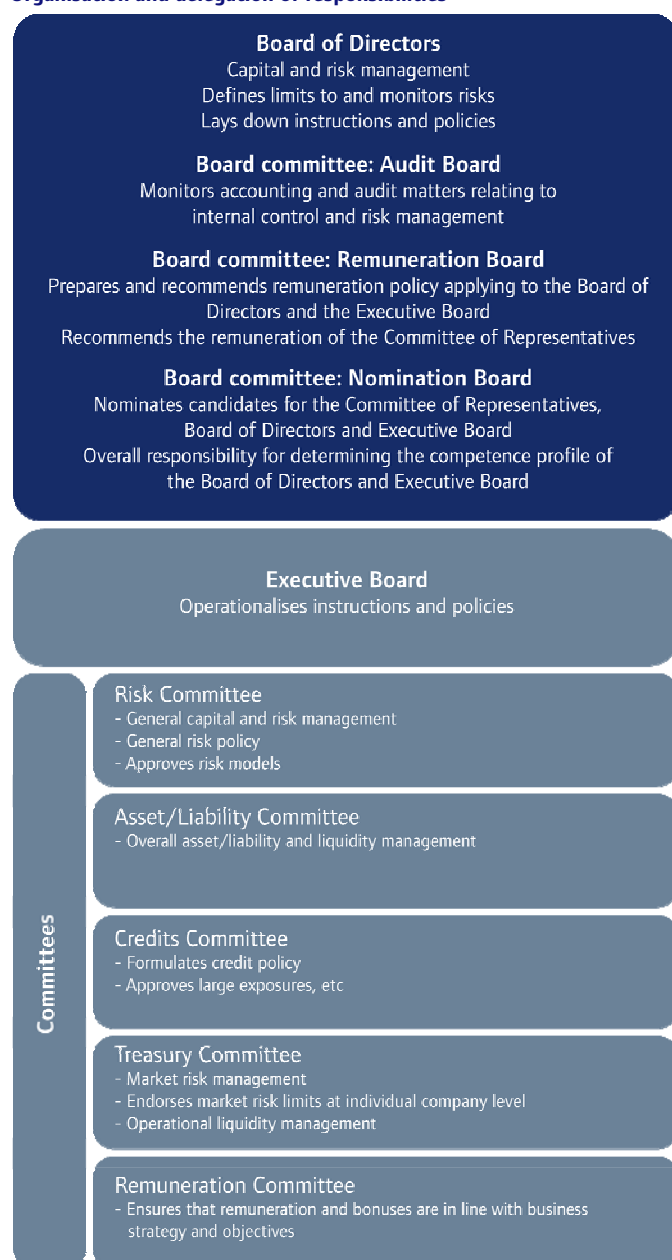 Organisation and delegation of responsibilities
Board of Directors
Capital and risk management
Defines limits to and monitors risks
Lays down instructions and policies
Board committee: Audit Board
Monitors accounting and audit matters relating to
internal control and risk management
Board committee: Remuneration Board
Prepares and recommends remuneration policy applying to the Board of
Directors and the Executive Board
Recommends the remuneration of the Committee of Representatives
Board committee: Nomination Board
Nominates candidates for the Committee of Representatives,
Board of Directors and Executive Board
Overall responsibility for determining the competence profile of
the Board of Directors and Executive Board
Executive Board
Operationalises instructions and policies
Committees
Risk Committee
- General capital and risk management
- General risk policy
- Approves risk models
Asset/Liability Committee
- Overall asset/liability and liquidity management
Credits Committee
- Formulates credit policy
- Approves large exposures, etc
Treasury Committee
- Market risk management
- Endorses market risk limits at individual company level
- Operational liquidity management
Remuneration Committee
- Ensures that remuneration and bonuses are in line with business
strategy and objectives